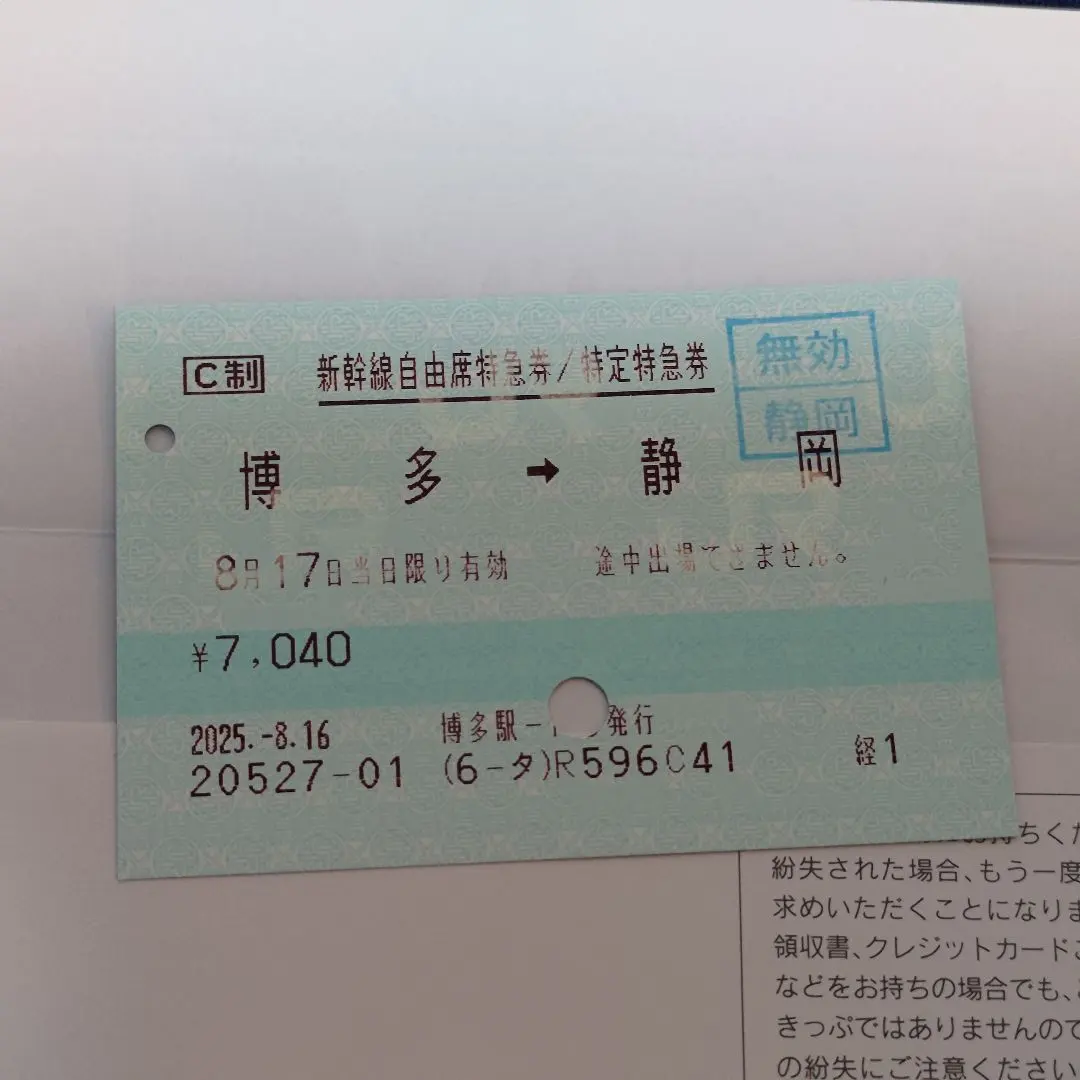 C制 新幹線自由席特急券/特定特急券
無効
静岡
博多➡静岡
8月17日当日限り有効 途中出場できません。
¥7,040
2025.-8.16 博多駅- 発行
20527-01 (6-タ)R596C41 経1
お持ちくだ
紛失された場合、もう一度
求めいただくことになりま
領収書、クレジットカードご
などをお持ちの場合でも、
きっぷではありませんので
の紛失にご注意ください